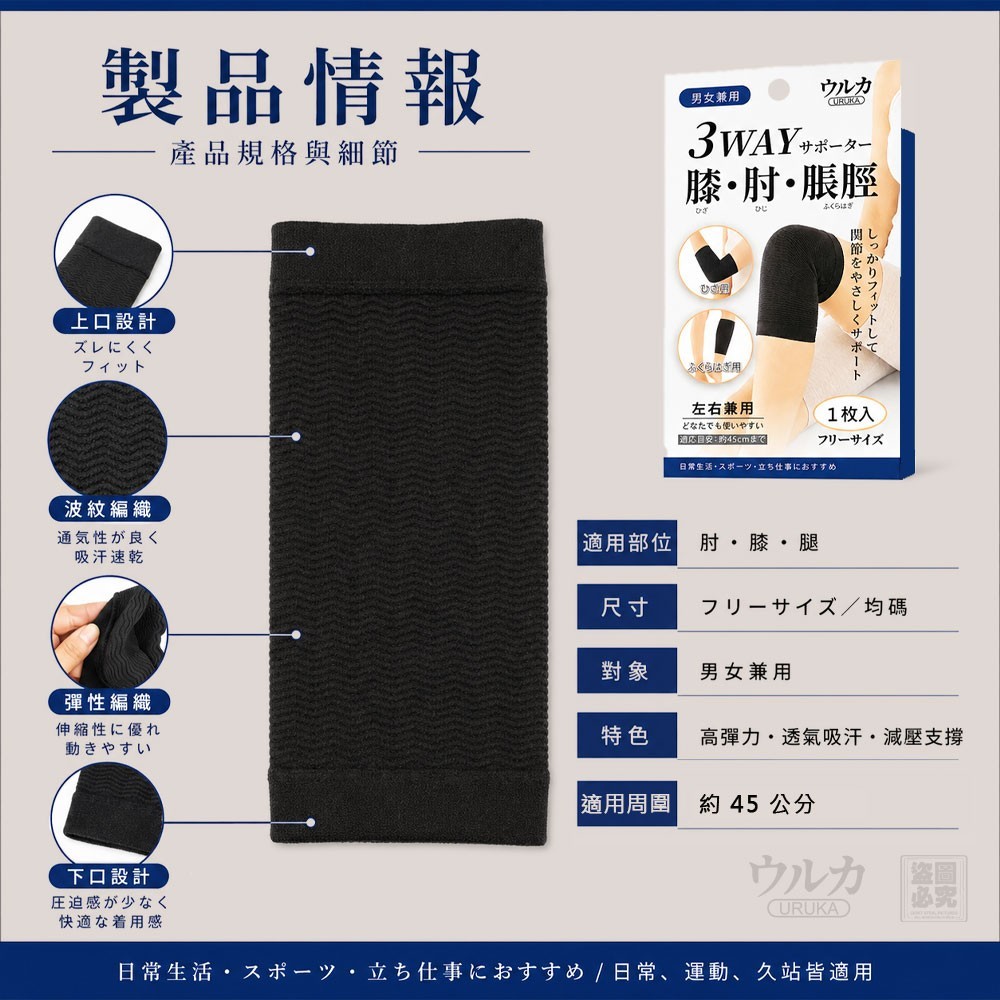 製品情報
產品規格與細節
上口設計
ズレにくく
フィット
波紋編織
通気性が良く
吸汗速乾
彈性編織
伸縮性に優れ
動きやすい
下口設計
圧迫感が少なく
快適な着用感
男女兼用
ウルカ
URUKA
3WAYサポーター
膝・肘・脹脛
ひざ ひじ ふくらはぎ
しっかりフィットして
関節をやさしくサポート
ひざ用
ふくらはぎ用
左右兼用
どなたでも使いやすい
適応目安：約45cmまで
1枚入
フリーサイズ
日常生活・スポーツ・立ち仕事におすすめ
適用部位 肘・膝・腿
尺寸 フリーサイズ／均碼
對象 男女兼用
特色 高彈力・透氣吸汗・減壓支撐
適用周圍 約 45 公分
ウルカ
URUKA
盜圖
必究
日常生活・スポーツ・立ち仕事におすすめ / 日常、運動、久站皆適用